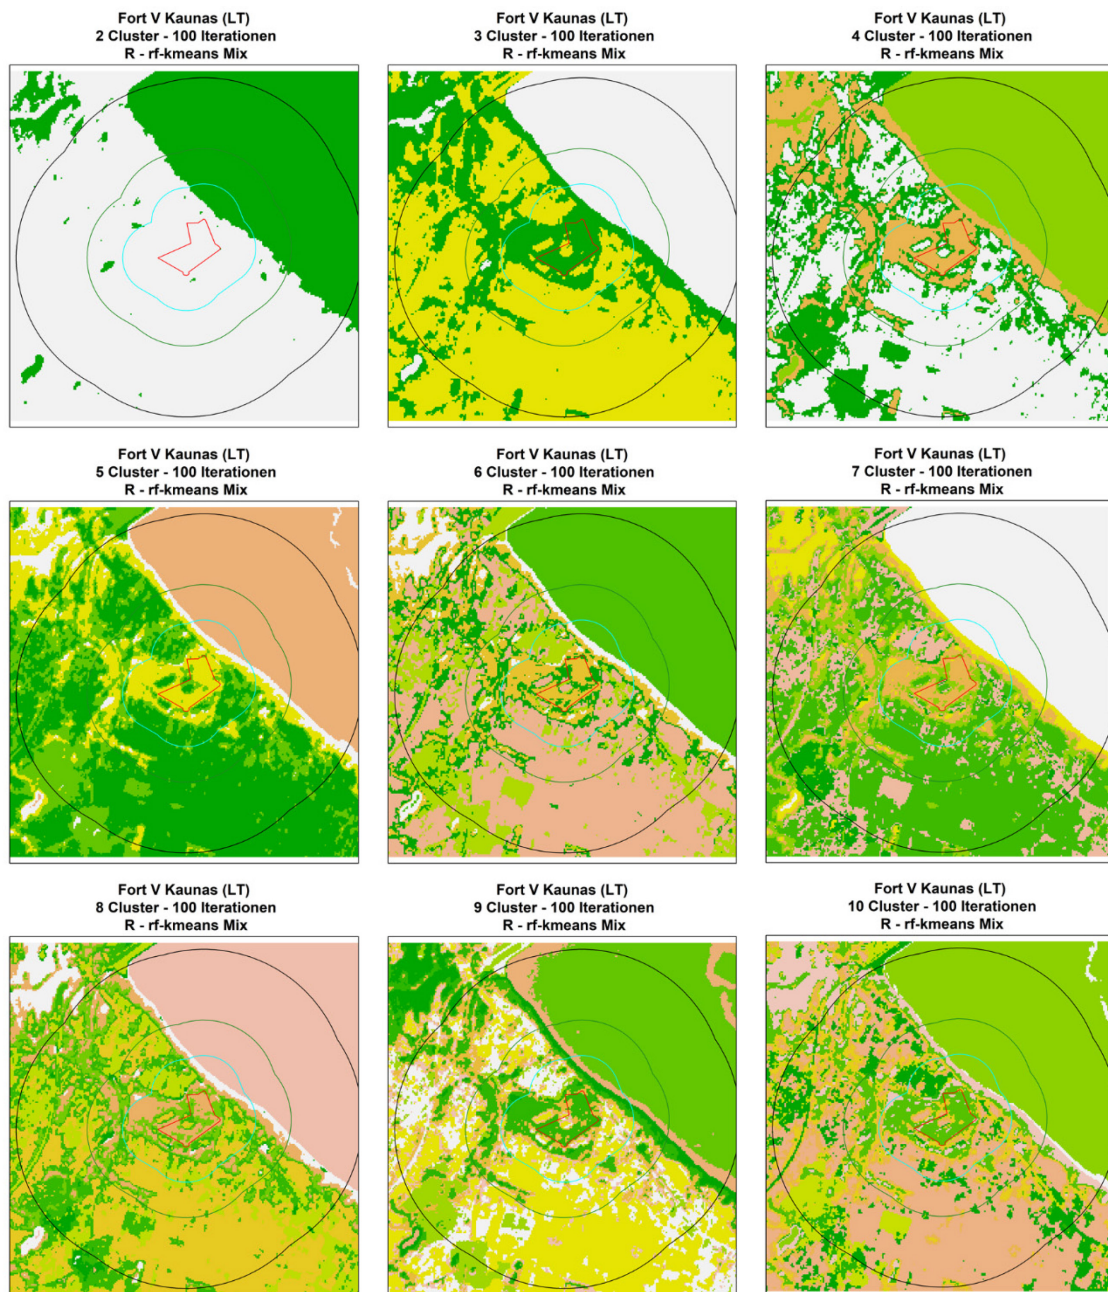 Fort V Kaunas (LT)
2 Cluster - 100 Iterationen
R - rf-kmeans Mix
Fort V Kaunas (LT)
3 Cluster - 100 Iterationen
R - rf-kmeans Mix
Fort V Kaunas (LT)
4 Cluster - 100 Iterationen
R - rf-kmeans Mix
Fort V Kaunas (LT)
5 Cluster - 100 Iterationen
R - rf-kmeans Mix
Fort V Kaunas (LT)
6 Cluster - 100 Iterationen
R - rf-kmeans Mix
Fort V Kaunas (LT)
7 Cluster - 100 Iterationen
R - rf-kmeans Mix
Fort V Kaunas (LT)
8 Cluster - 100 Iterationen
R - rf-kmeans Mix
Fort V Kaunas (LT)
9 Cluster - 100 Iterationen
R - rf-kmeans Mix
Fort V Kaunas (LT)
10 Cluster - 100 Iterationen
R - rf-kmeans Mix